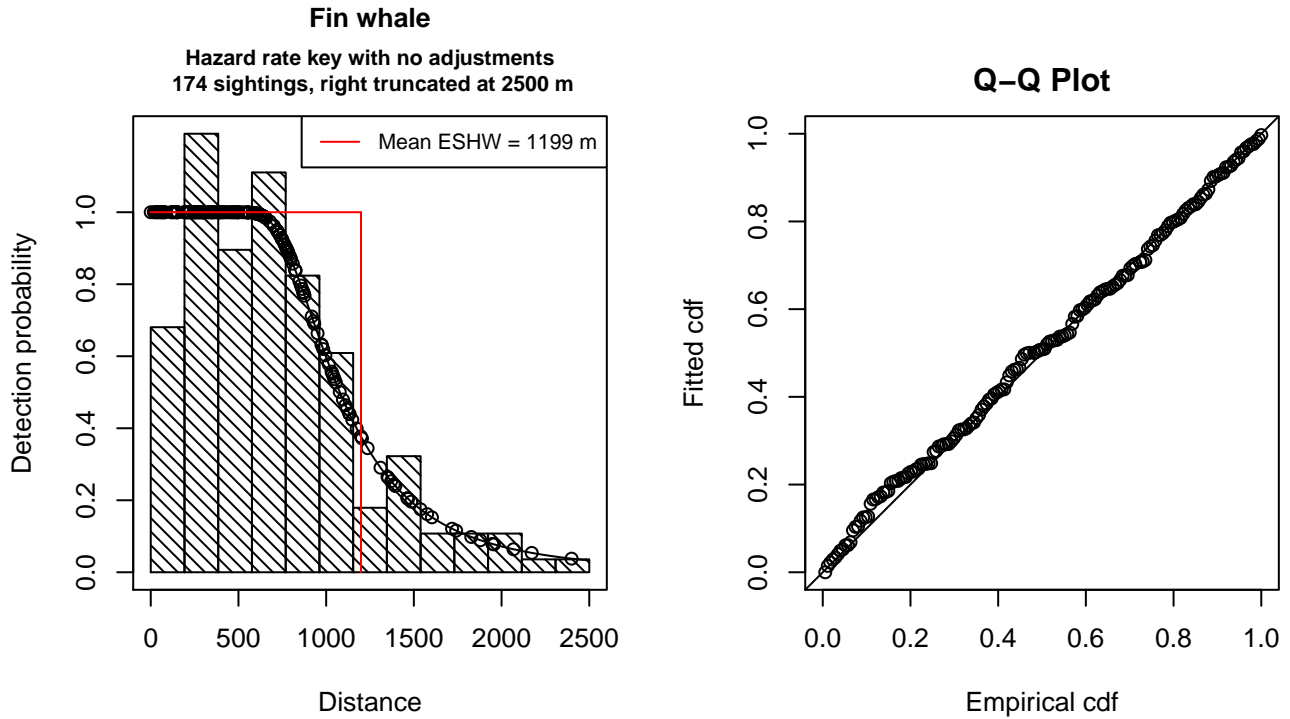 Fin whale
Hazard rate key with no adjustments
174 sightings, right truncated at 2500 m
Mean ESHW = 1199 m
Detection probability
1.0
0.8
0.6
0.4
0.2
0.0
0 500 1000 1500 2000 2500
Distance
Q−Q Plot
Fitted cdf
1.0
0.8
0.6
0.4
0.2
0.0
0.0 0.2 0.4 0.6 0.8 1.0
Empirical cdf